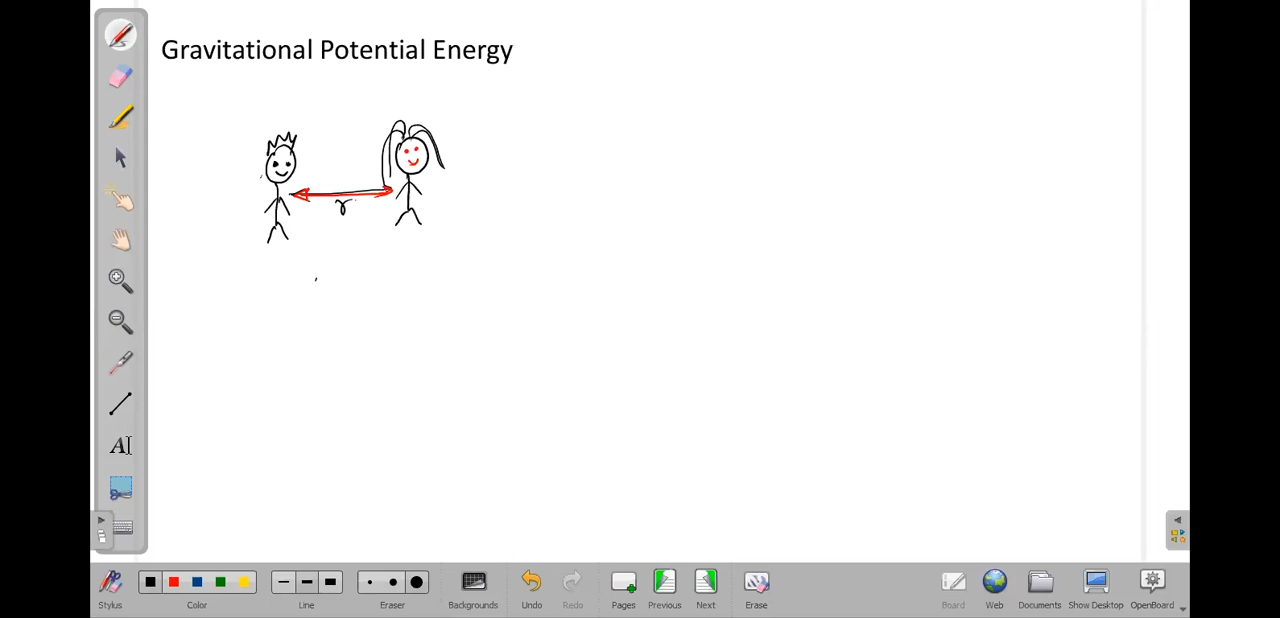 Gravitational Potential Energy
r
A
Stylus
Color
Line
Eraser
Backgrounds
Undo
Redo
Pages
Previous
Next
Erase
Board
Web
Documents
Show Desktop
OpenBoard